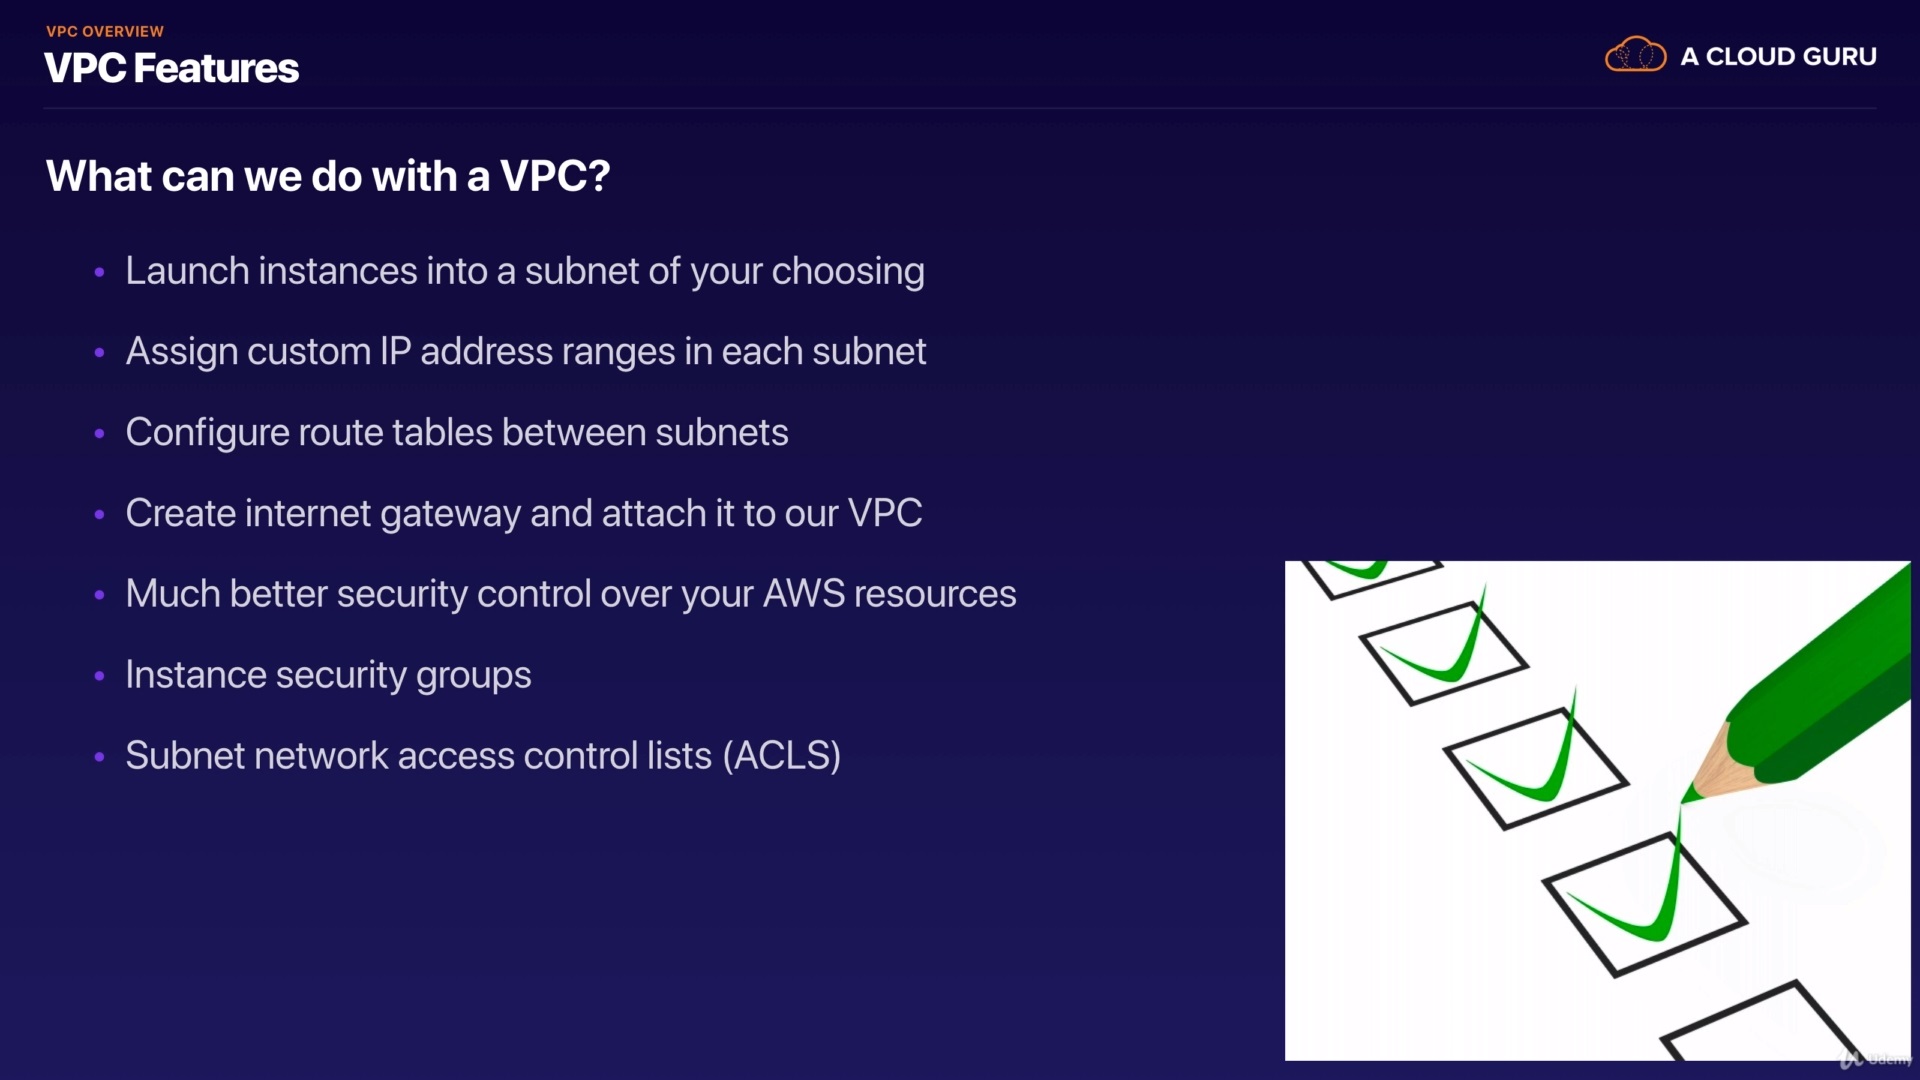 VPC OVERVIEW
VPC Features
A CLOUD GURU
What can we do with a VPC?
• Launch instances into a subnet of your choosing
• Assign custom IP address ranges in each subnet
• Configure route tables between subnets
• Create internet gateway and attach it to our VPC
• Much better security control over your AWS resources
• Instance security groups
• Subnet network access control lists (ACLS)
Udemy